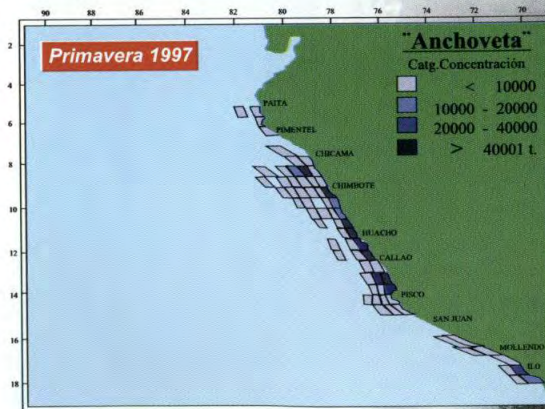 90 88 86 84 82 80 78 76 74 72 70
2
4
6
8
10
12
14
16
18
Primavera 1997
"Anchoveta"
Catg.Concentración
< 10000
10000 - 20000
20000 - 40000
> 40001 t.
PAITA
PIMENTEL
CHICAMA
CHIMBOTE
HUACHO
CALLAO
PISCO
SAN JUAN
MOLLENDO
ILO